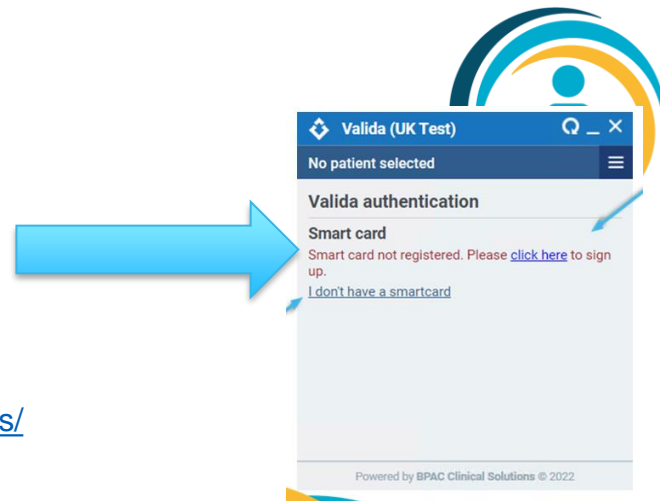 Valida (UK Test)
No patient selected
Valida authentication
Smart card
Smart card not registered. Please click here to sign
up.
I don't have a smartcard
s/
Powered by BPAC Clinical Solutions © 2022